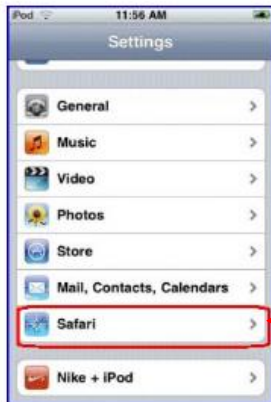 iPod 11:56 AM
Settings
General
Music
Video
Photos
Store
Mail, Contacts, Calendars
Safari
Nike + iPod